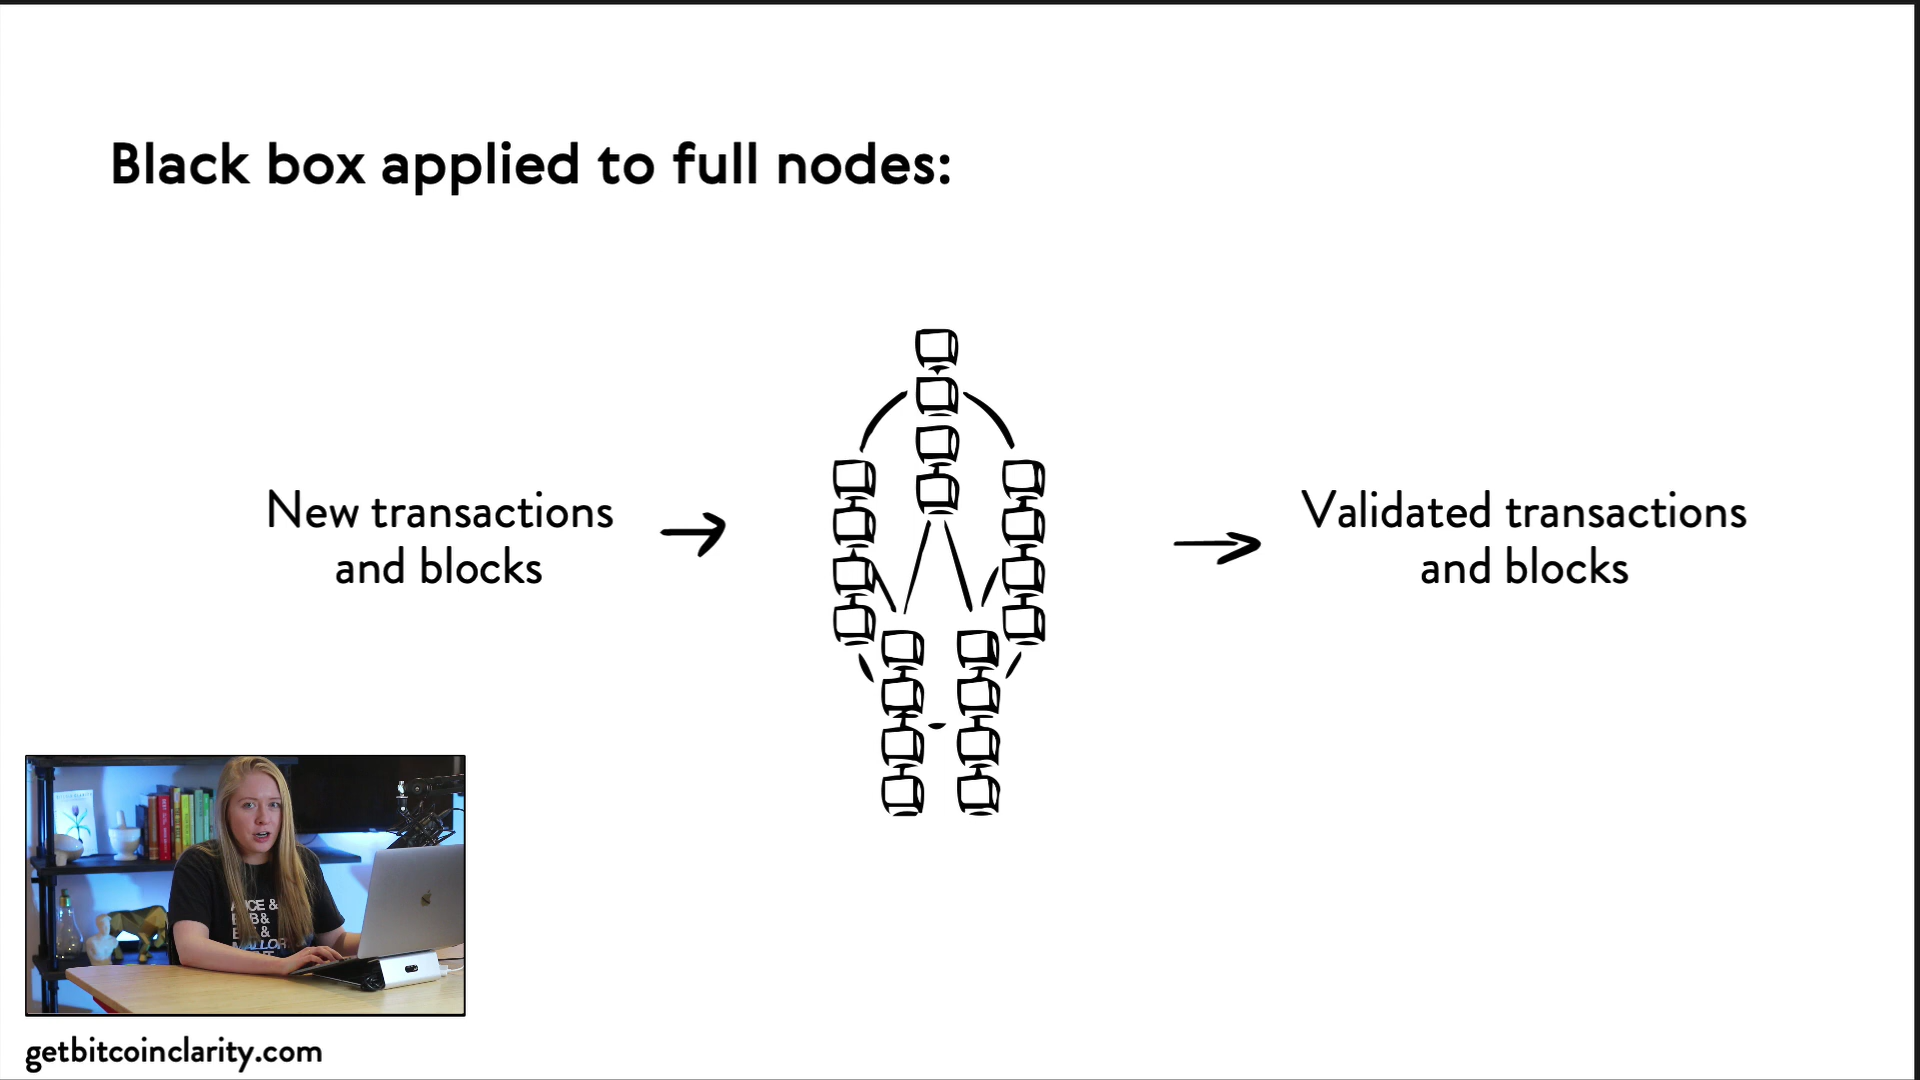 Black box applied to full nodes:
New transactions
and blocks
Validated transactions
and blocks
&
&
&
getbitcoinclarity.com